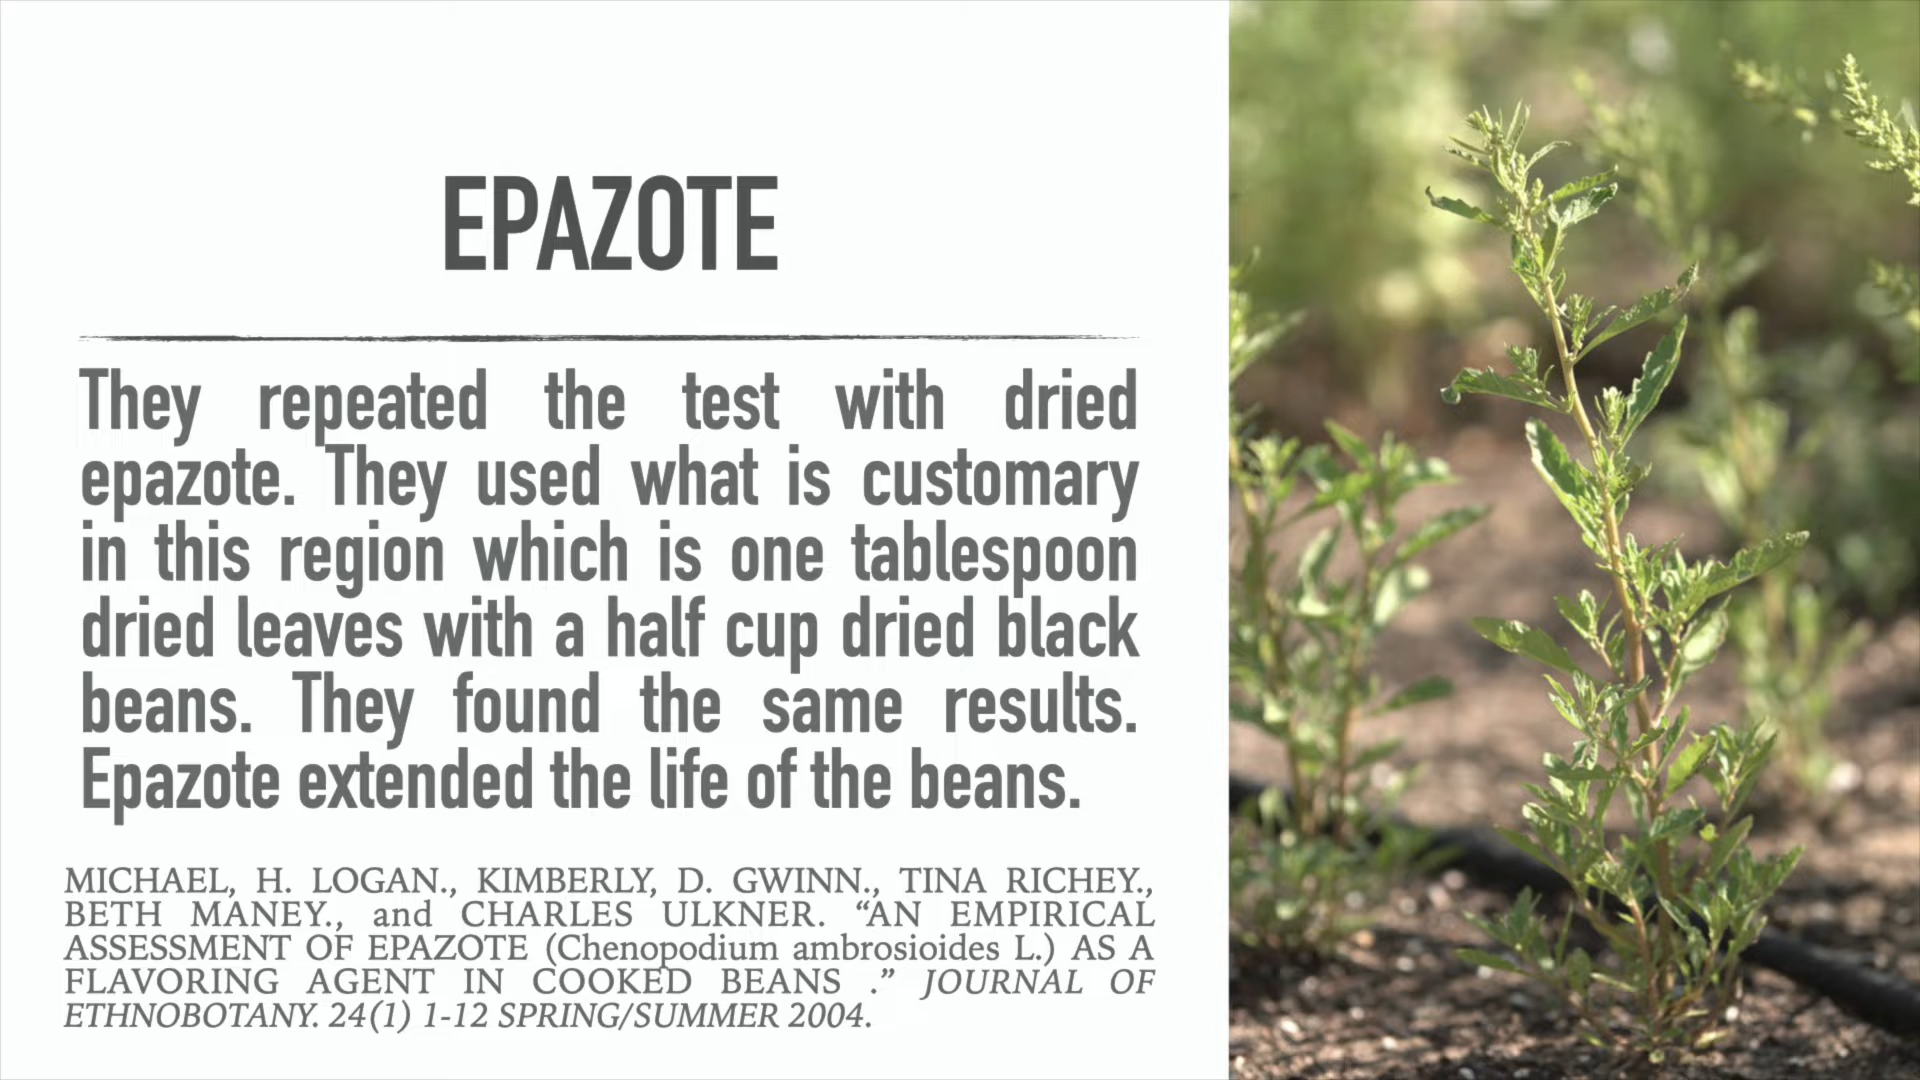 EPAZOTE
They repeated the test with dried
epazote. They used what is customary
in this region which is one tablespoon
dried leaves with a half cup dried black
beans. They found the same results.
Epazote extended the life of the beans.
MICHAEL, H. LOGAN., KIMBERLY, D. GWINN., TINA RICHEY.,
BETH MANEY., and CHARLES ULKNER. “AN EMPIRICAL
ASSESSMENT OF EPAZOTE (Chenopodium ambrosioides L.) AS A
FLAVORING AGENT IN COOKED BEANS .” JOURNAL OF
ETHNOBOTANY. 24(1) 1-12 SPRING/SUMMER 2004.